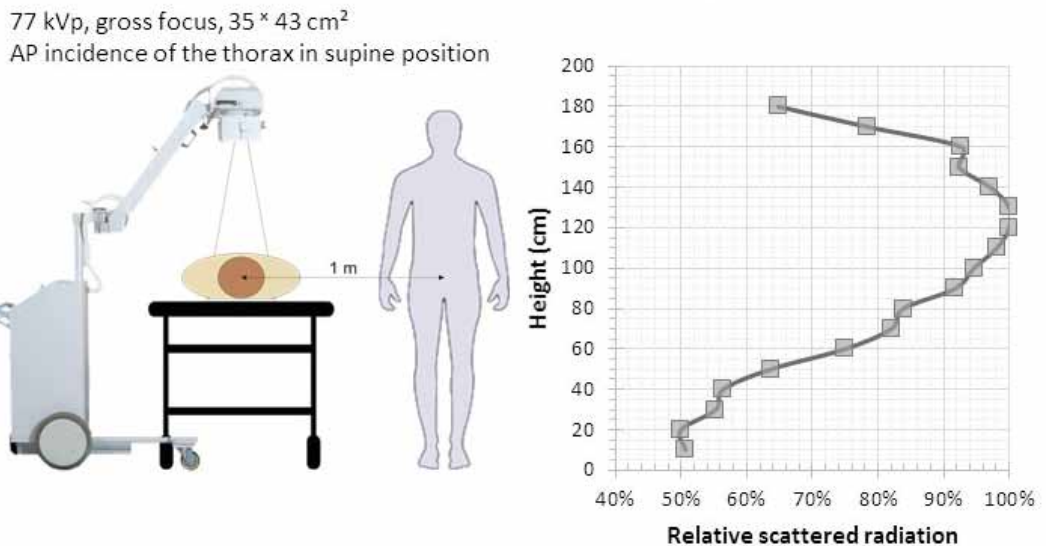 77 kVp, gross focus, 35 * 43 cm²
AP incidence of the thorax in supine position
1 m
Height (cm)
200
180
160
140
120
100
80
60
40
20
0
40% 50% 60% 70% 80% 90% 100%
Relative scattered radiation